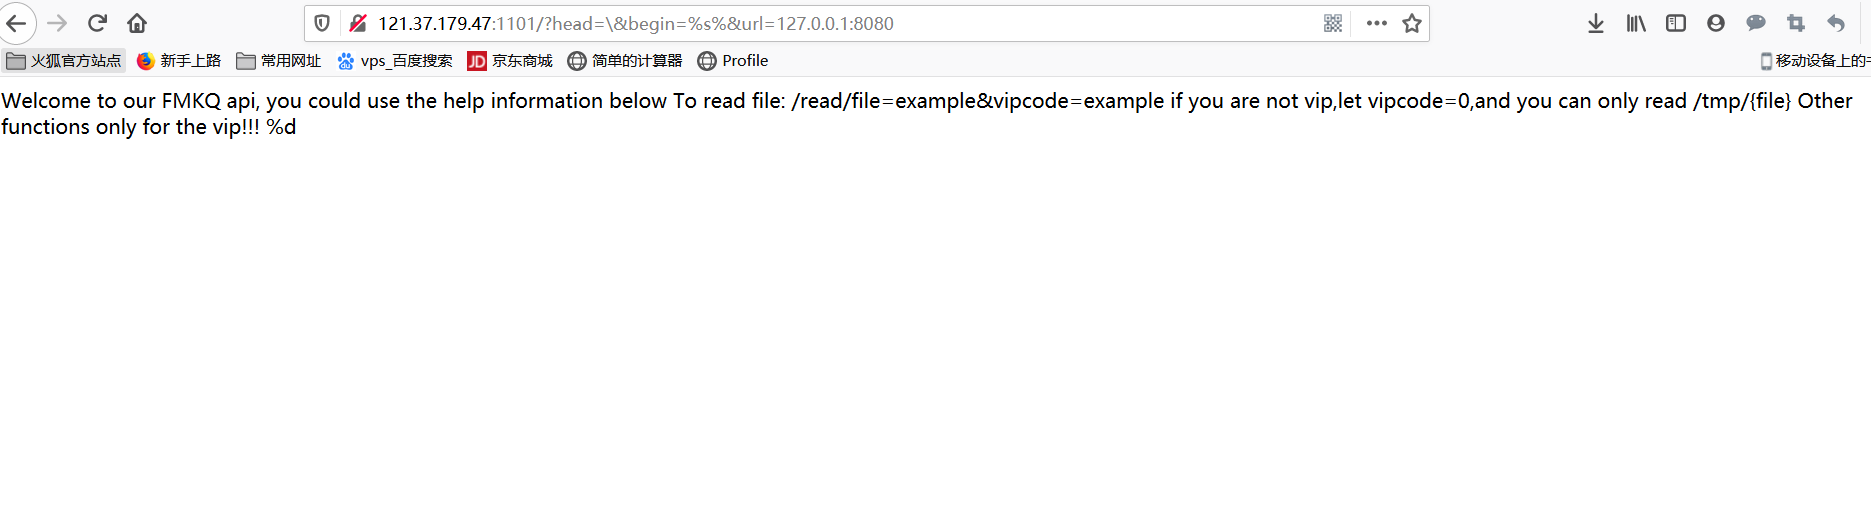 121.37.179.47:1101/?head=\&begin=%s%&url=127.0.0.1:8080
火狐官方站点 新手上路 常用网址 vps_百度搜索 JD 京东商城 简单的计算器 Profile 移动设备上的
Welcome to our FMKQ api, you could use the help information below To read file: /read/file=example&vipcode=example if you are not vip,let vipcode=0,and you can only read /tmp/{file} Other
functions only for the vip!!! %d